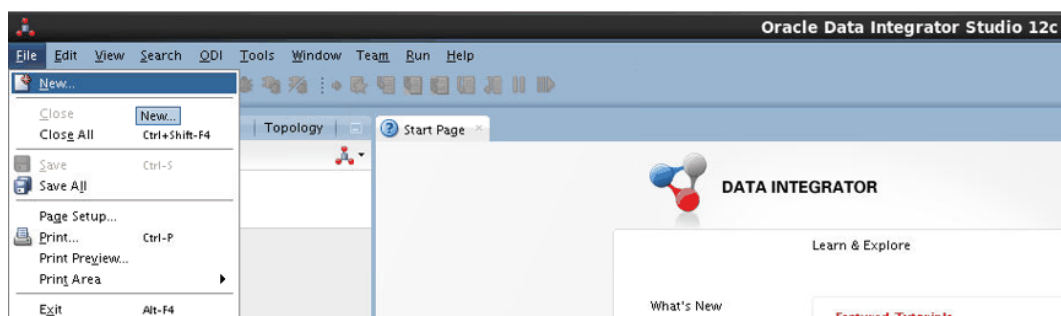 Oracle Data Integrator Studio 12c
File Edit View Search ODI Tools Window Team Run Help
New...
Close
New...
Close All Ctrl+Shift-F4
Topology
Start Page
Save Ctrl-S
Save All
DATA INTEGRATOR
Page Setup...
Print... Ctrl-P
Print Preview...
Print Area
Learn & Explore
Exit Alt-F4
What's New
Featured Tutorials